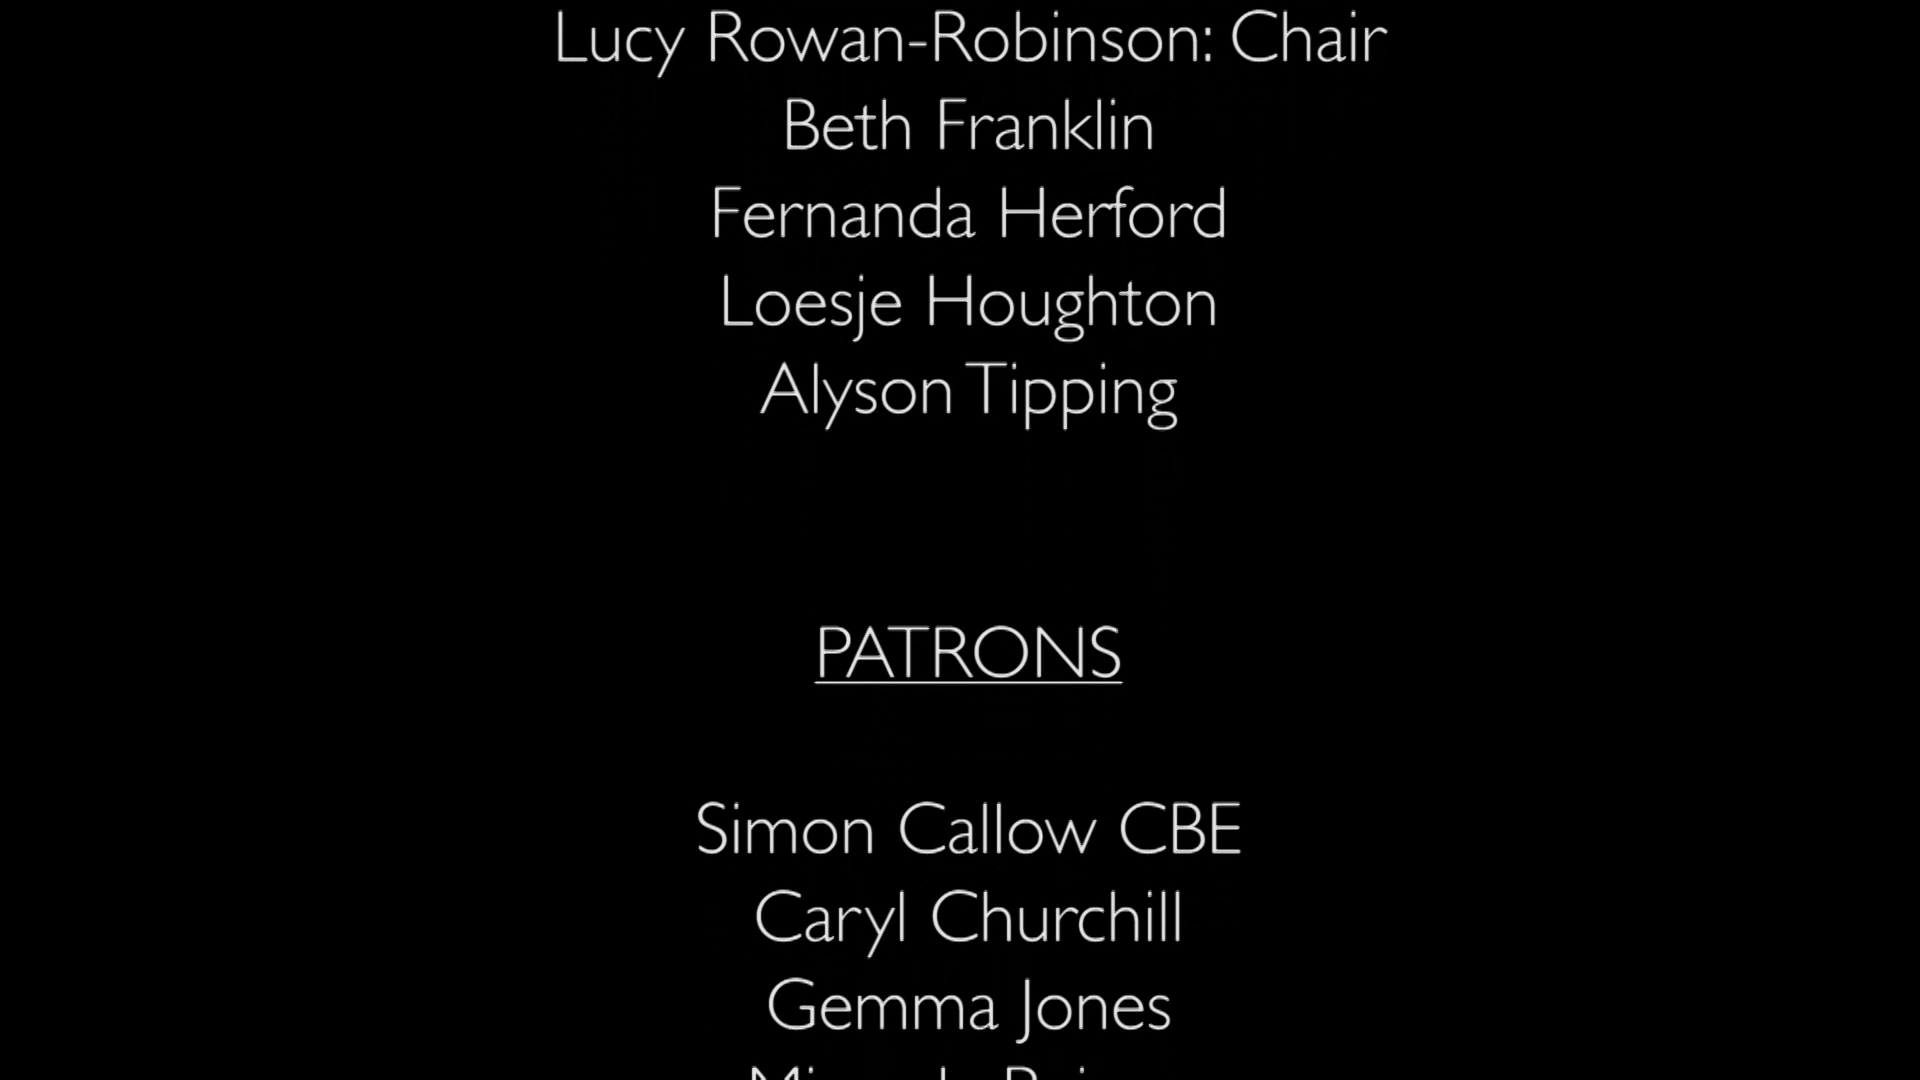 Lucy Rowan-Robinson: Chair
Beth Franklin
Fernanda Herford
Loesje Houghton
Alyson Tipping
PATRONS
Simon Callow CBE
Caryl Churchill
Gemma Jones